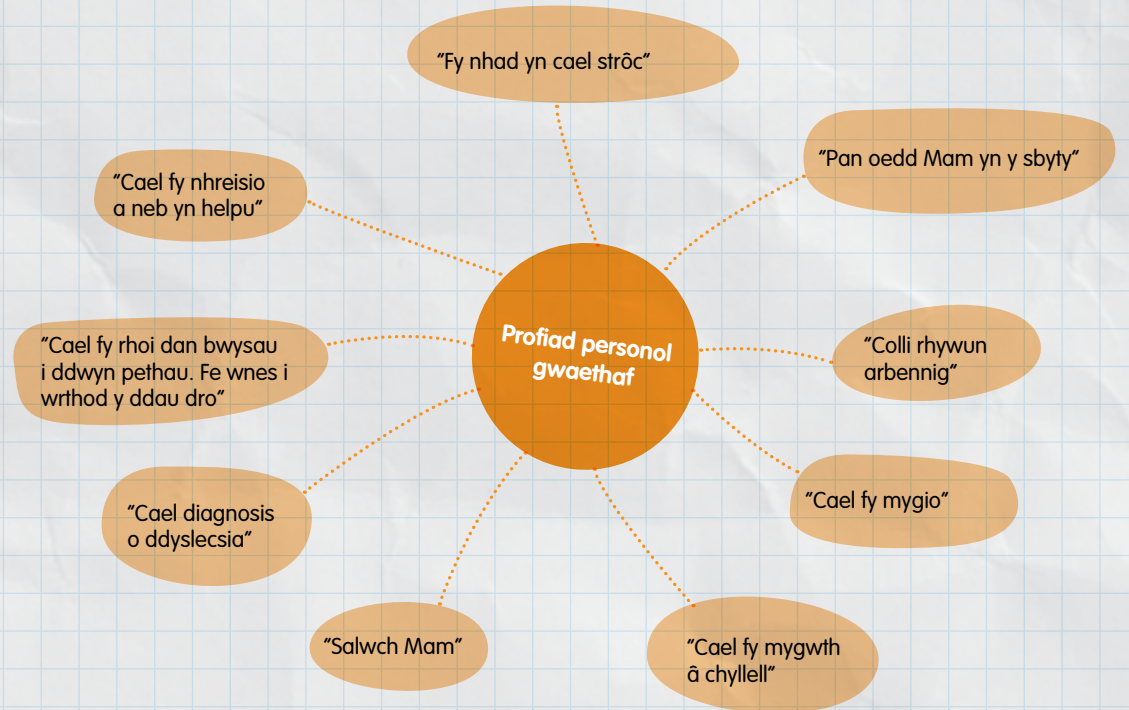 "Fy nhad yn cael strôc"
"Pan oedd Mam yn y sbyty"
"Cael fy nhreisio
a neb yn helpu"
Profiad personol
gwaethaf
"Cael fy rhoi dan bwysau
i ddwyn pethau. Fe wnes i
wrthod y ddau dro"
"Colli rhywun
arbennig"
"Cael fy mygio"
"Cael diagnosis
o ddyslecsia"
"Salwch Mam"
"Cael fy mygwth
â chyllell"